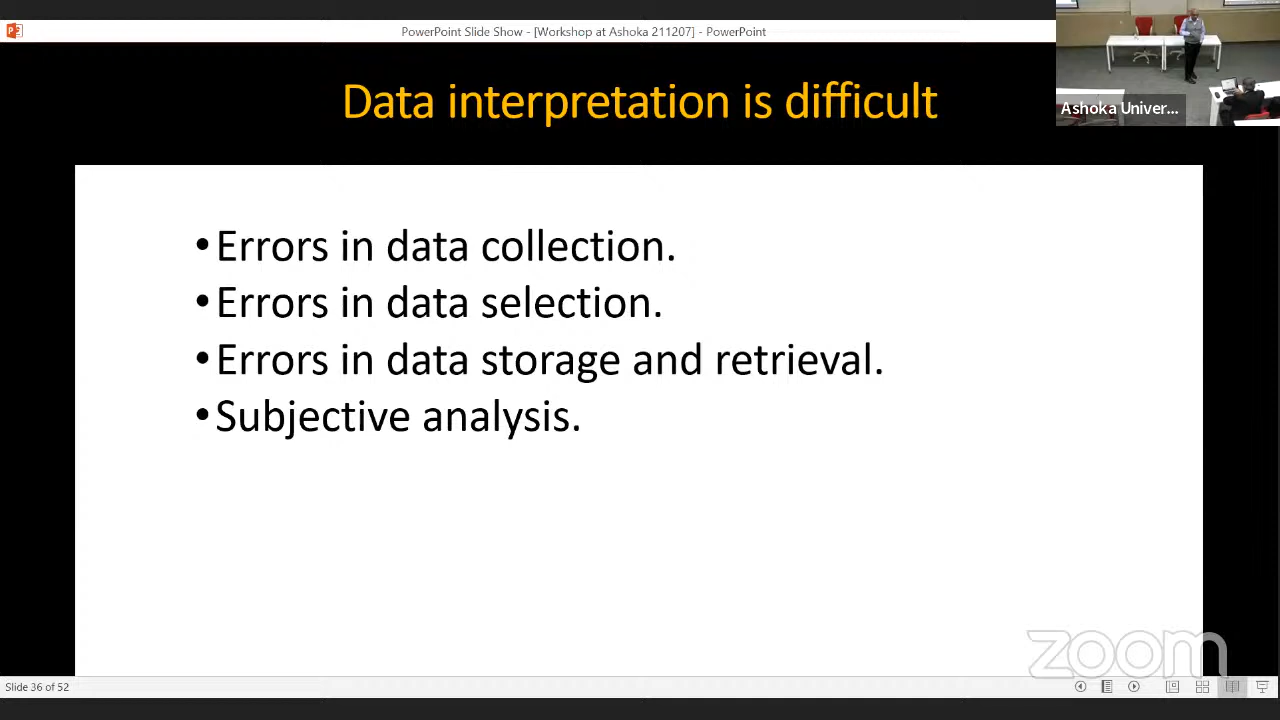 PowerPoint Slide Show - [Workshop at Ashoka 211207] - PowerPoint
Ashoka Univer...
Data interpretation is difficult
•Errors in data collection.
•Errors in data selection.
•Errors in data storage and retrieval.
•Subjective analysis.
zoom
Slide 36 of 52